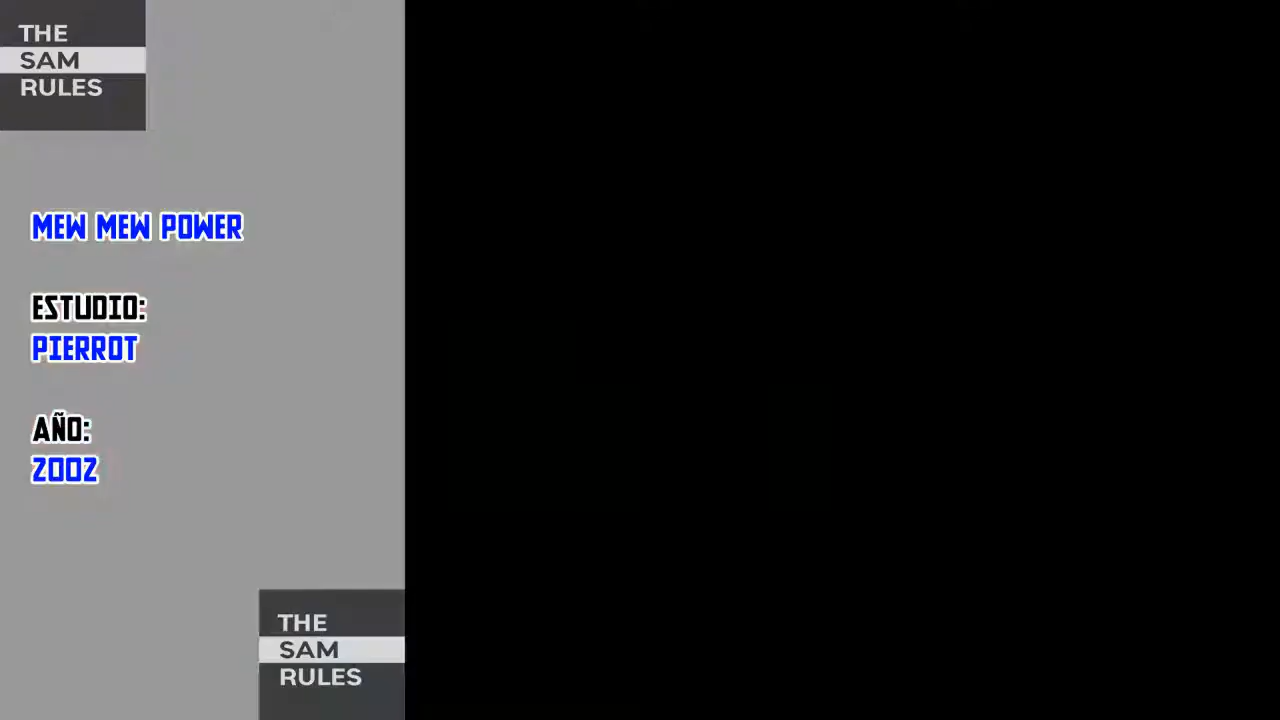 THE
SAM
RULES
MEW MEW POWER
ESTUDIO:
PIERROT
AÑO:
2002
THE
SAM
RULES